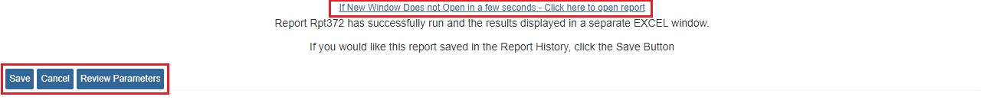 If New Window Does not Open in a few seconds - Click here to open report
Report Rpt372 has successfully run and the results displayed in a separate EXCEL window.
If you would like this report saved in the Report History, click the Save Button
Save Cancel Review Parameters